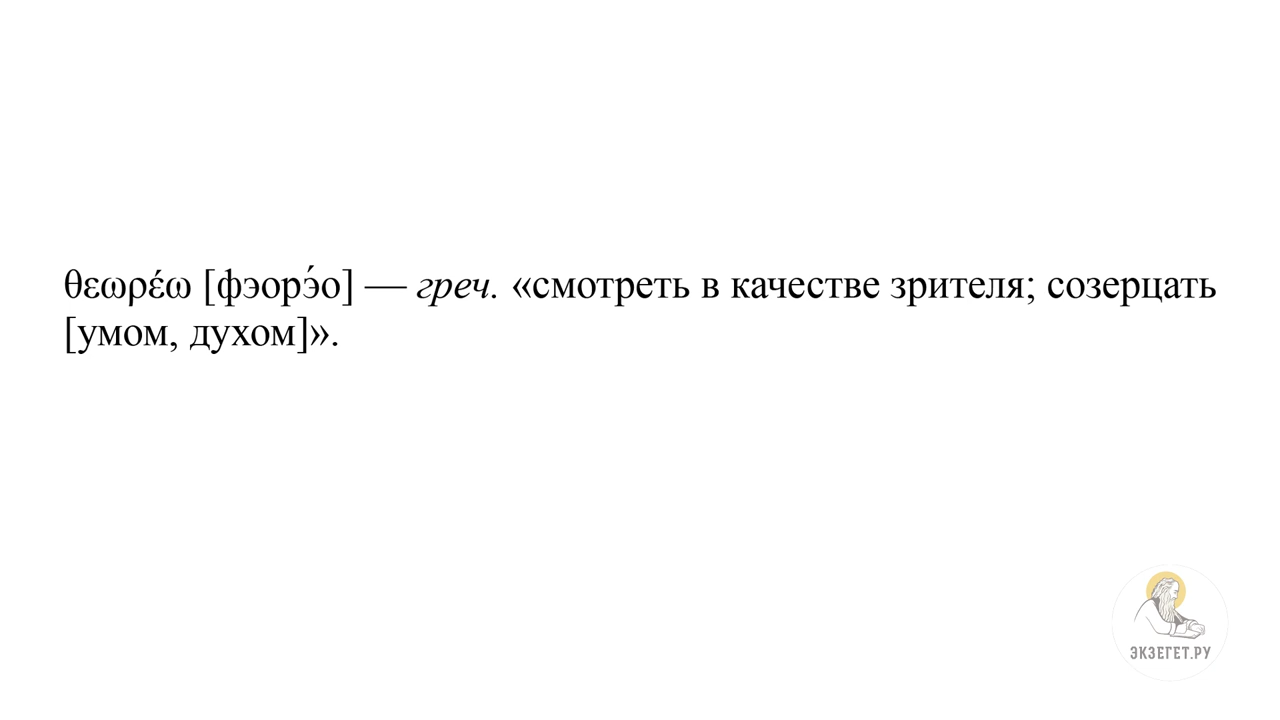 θεωρέω [фэорэ́о] — греч. «смотреть в качестве зрителя; созерцать
[умом, духом]».
ЭКЗЕГЕТ.РУ